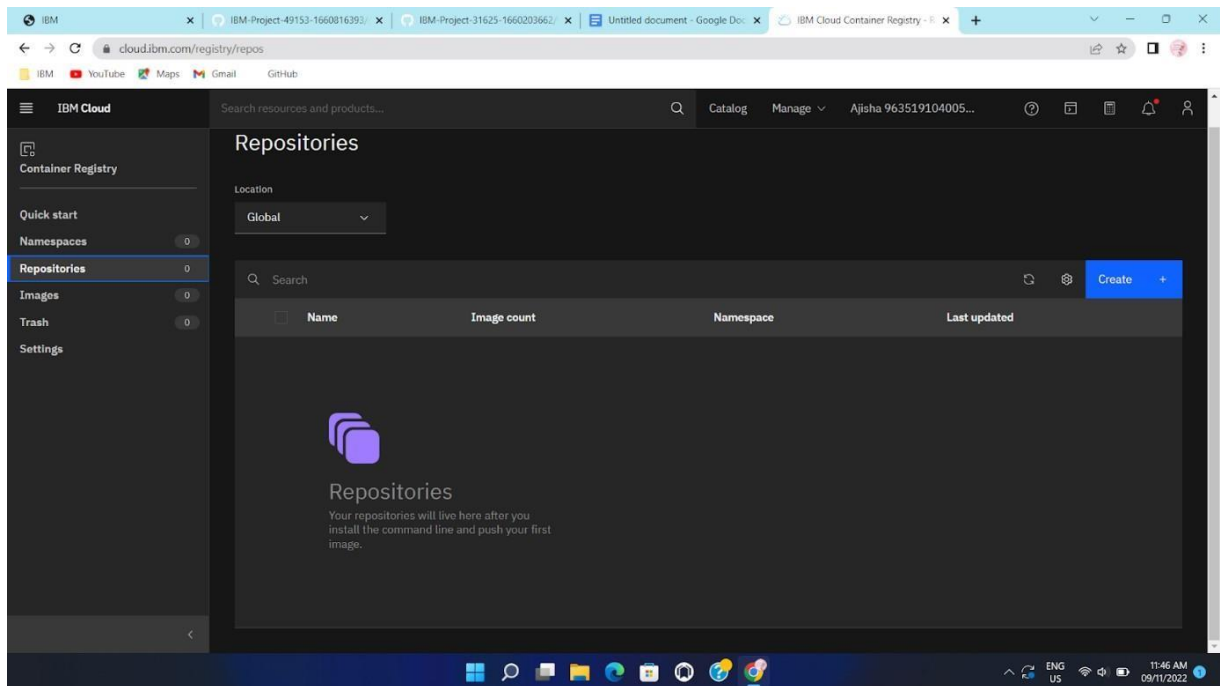 IBM
IBM-Project-49153-1660816393/
IBM-Project-31625-1660203662/
Untitled document - Google Doc
IBM Cloud Container Registry - R
cloud.ibm.com/registry/repos
IBM YouTube Maps Gmail GitHub
IBM Cloud
Search resources and products...
Catalog Manage Ajisha 963519104005...
Container Registry
Quick start
Namespaces 0
Repositories 0
Images 0
Trash 0
Settings
Repositories
Location
Global
Search
Create +
Name Image count Namespace Last updated
Repositories
Your repositories will live here after you
install the command line and push your first
image.
ENG
US
11:46 AM
09/11/2022
1